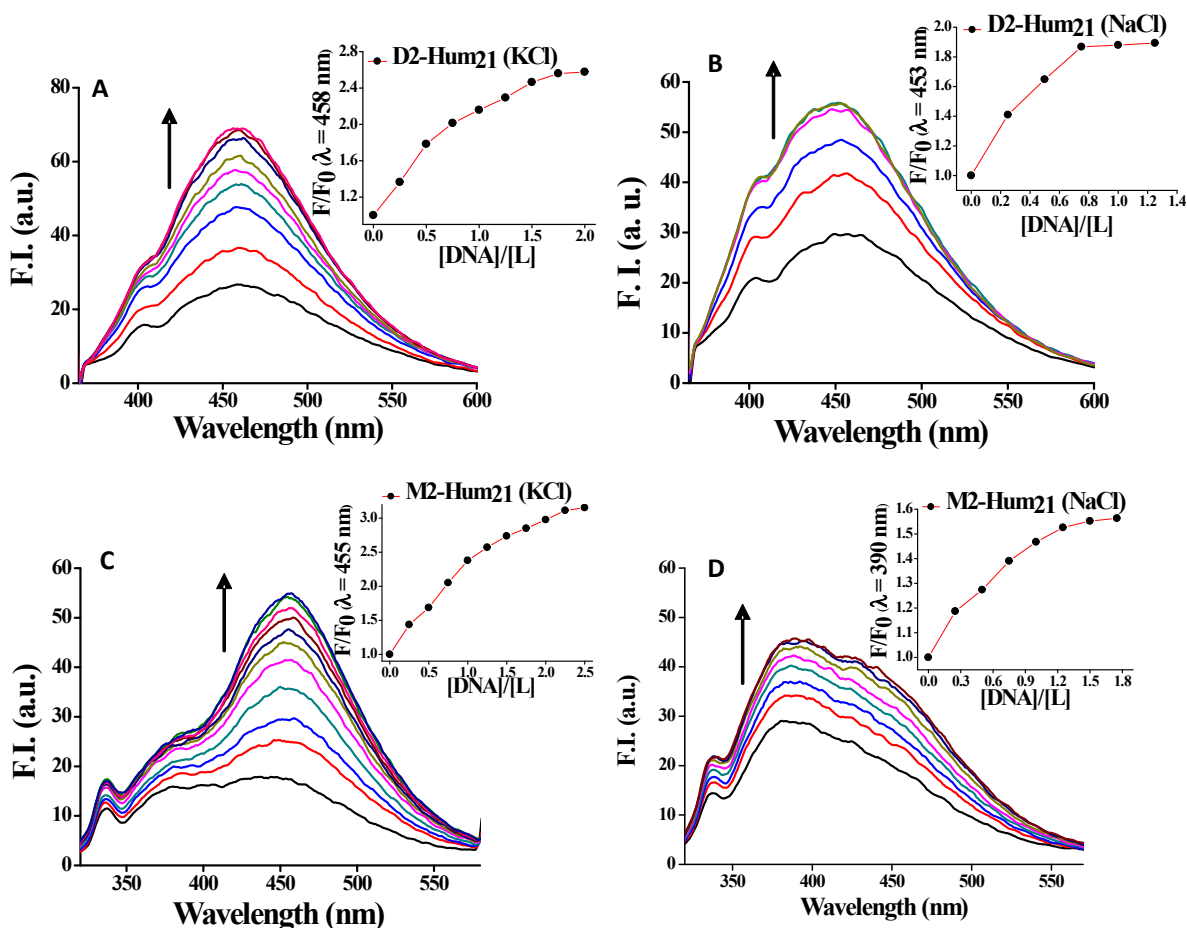 A
F.I. (a.u.)
80
60
40
20
0
400 450 500 550 600
Wavelength (nm)
D2-Hum21 (KCl)
F/F0 (λ = 458 nm)
2.8
2.4
2.0
1.6
1.2
0.0 0.5 1.0 1.5 2.0
[DNA]/[L]
B
F. I. (a. u.)
60
50
40
30
20
10
0
400 450 500 550 600
Wavelength (nm)
D2-Hum21 (NaCl)
F/F0 (λ = 453 nm)
1.8
1.6
1.4
1.2
1.0
0.0 0.2 0.4 0.6 0.8 1.0 1.2 1.4
[DNA]/[L]
C
F.I. (a.u.)
60
50
40
30
20
10
0
350 400 450 500 550
Wavelength (nm)
M2-Hum21 (KCl)
F/F0 (λ = 455 nm)
3.0
2.5
2.0
1.5
1.0
0.0 0.5 1.0 1.5 2.0 2.5
[DNA]/[L]
D
F.I. (a.u.)
60
50
40
30
20
10
0
350 400 450 500 550
Wavelength (nm)
M2-Hum21 (NaCl)
F/F0 (λ = 390 nm)
1.6
1.5
1.4
1.3
1.2
1.1
1.0
0.0 0.3 0.6 0.9 1.2 1.5 1.8
[DNA]/[L]